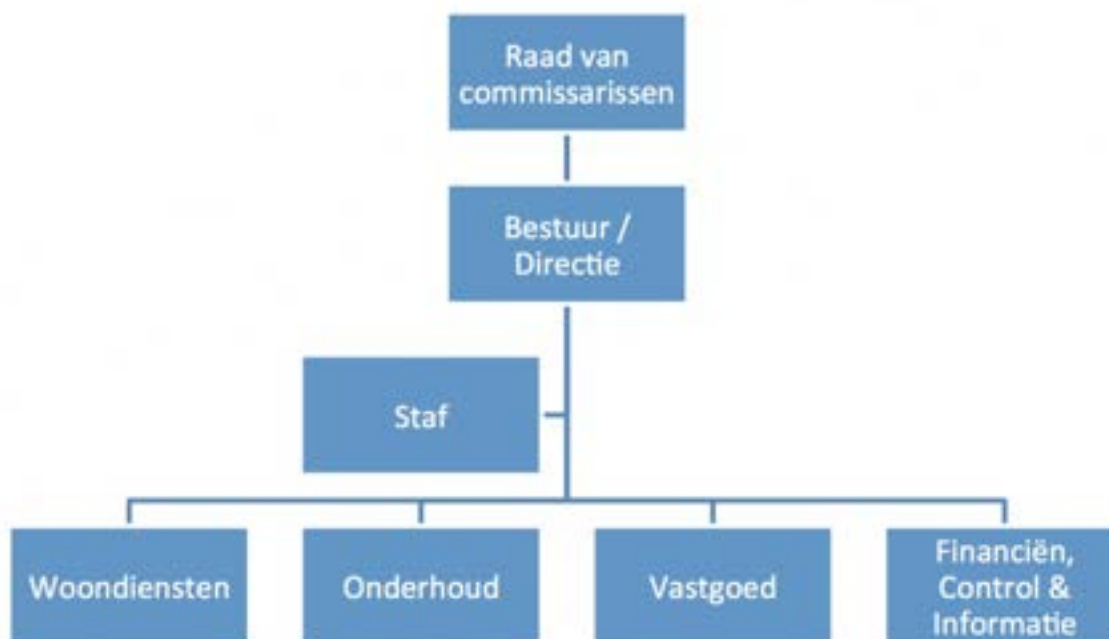 Raad van
commissarissen
Bestuur /
Directie
Staf
Woondiensten
Onderhoud
Vastgoed
Financiën,
Control &
Informatie